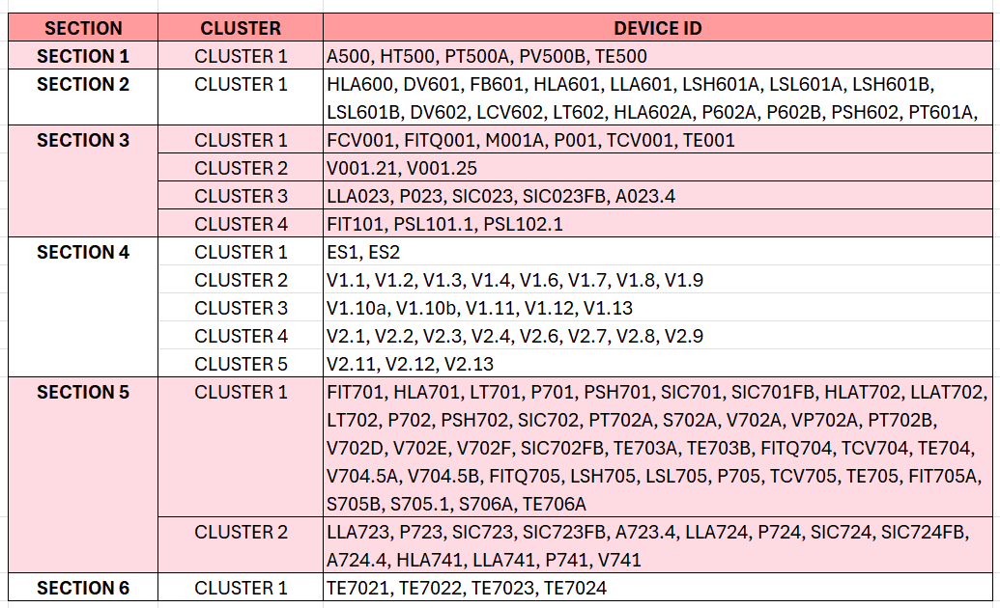 SECTION CLUSTER DEVICE ID
SECTION 1 CLUSTER 1 A500, HT500, PT500A, PV500B, TE500
SECTION 2 CLUSTER 1 HLA600, DV601, FB601, HLA601, LLA601, LSH601A, LSL601A, LSH601B,
LSL601B, DV602, LCV602, LT602, HLA602A, P602A, P602B, PSH602, PT601A,
SECTION 3 CLUSTER 1 FCV001, FITQ001, M001A, P001, TCV001, TE001
CLUSTER 2 V001.21, V001.25
CLUSTER 3 LLA023, P023, SIC023, SIC023FB, A023.4
CLUSTER 4 FIT101, PSL101.1, PSL102.1
SECTION 4 CLUSTER 1 ES1, ES2
CLUSTER 2 V1.1, V1.2, V1.3, V1.4, V1.6, V1.7, V1.8, V1.9
CLUSTER 3 V1.10a, V1.10b, V1.11, V1.12, V1.13
CLUSTER 4 V2.1, V2.2, V2.3, V2.4, V2.6, V2.7, V2.8, V2.9
CLUSTER 5 V2.11, V2.12, V2.13
SECTION 5 CLUSTER 1 FIT701, HLA701, LT701, P701, PSH701, SIC701, SIC701FB, HLAT702, LLAT702,
LT702, P702, PSH702, SIC702, PT702A, S702A, V702A, VP702A, PT702B,
V702D, V702E, V702F, SIC702FB, TE703A, TE703B, FITQ704, TCV704, TE704,
V704.5A, V704.5B, FITQ705, LSH705, LSL705, P705, TCV705, TE705, FIT705A,
S705B, S705.1, S706A, TE706A
CLUSTER 2 LLA723, P723, SIC723, SIC723FB, A723.4, LLA724, P724, SIC724, SIC724FB,
A724.4, HLA741, LLA741, P741, V741
SECTION 6 CLUSTER 1 TE7021, TE7022, TE7023, TE7024